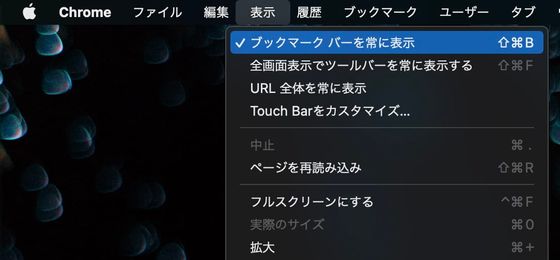 Chrome ファイル 編集 表示 履歴 ブックマーク ユーザー タブ
✓ ブックマーク バーを常に表示 ⇧⌘B
全画面表示でツールバーを常に表示する ⇧⌘F
URL 全体を常に表示
Touch Barをカスタマイズ...
中止 ⌘.
ページを再読み込み ⇧⌘R
フルスクリーンにする ^⌘F
実際のサイズ ⌘0
拡大 ⌘+